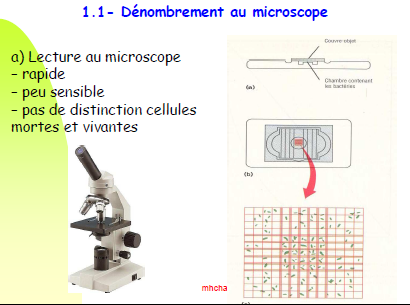 1.1- Dénombrement au microscope
a) Lecture au microscope
- rapide
- peu sensible
- pas de distinction cellules
mortes et vivantes
Couvre-objet
Chambre contenant
les bactéries
(a)
(b)
mhcha